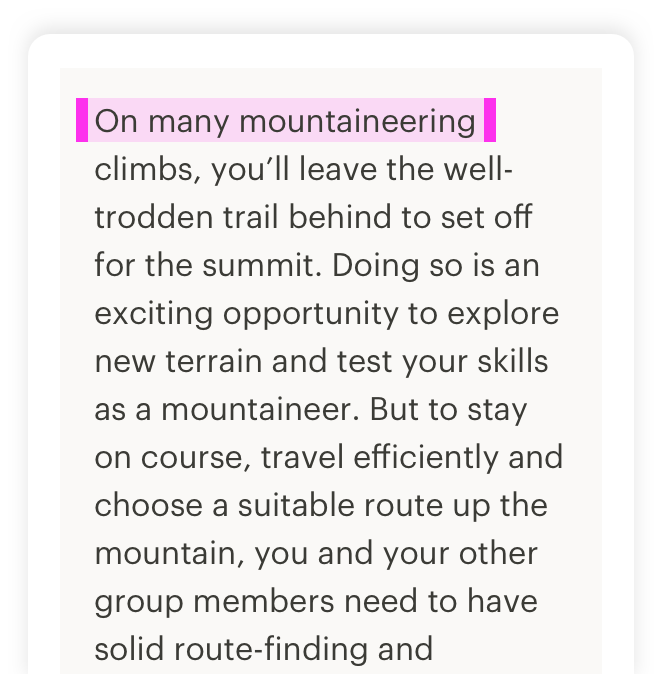 On many mountaineering
climbs, you’ll leave the well-
trodden trail behind to set off
for the summit. Doing so is an
exciting opportunity to explore
new terrain and test your skills
as a mountaineer. But to stay
on course, travel efficiently and
choose a suitable route up the
mountain, you and your other
group members need to have
solid route-finding and